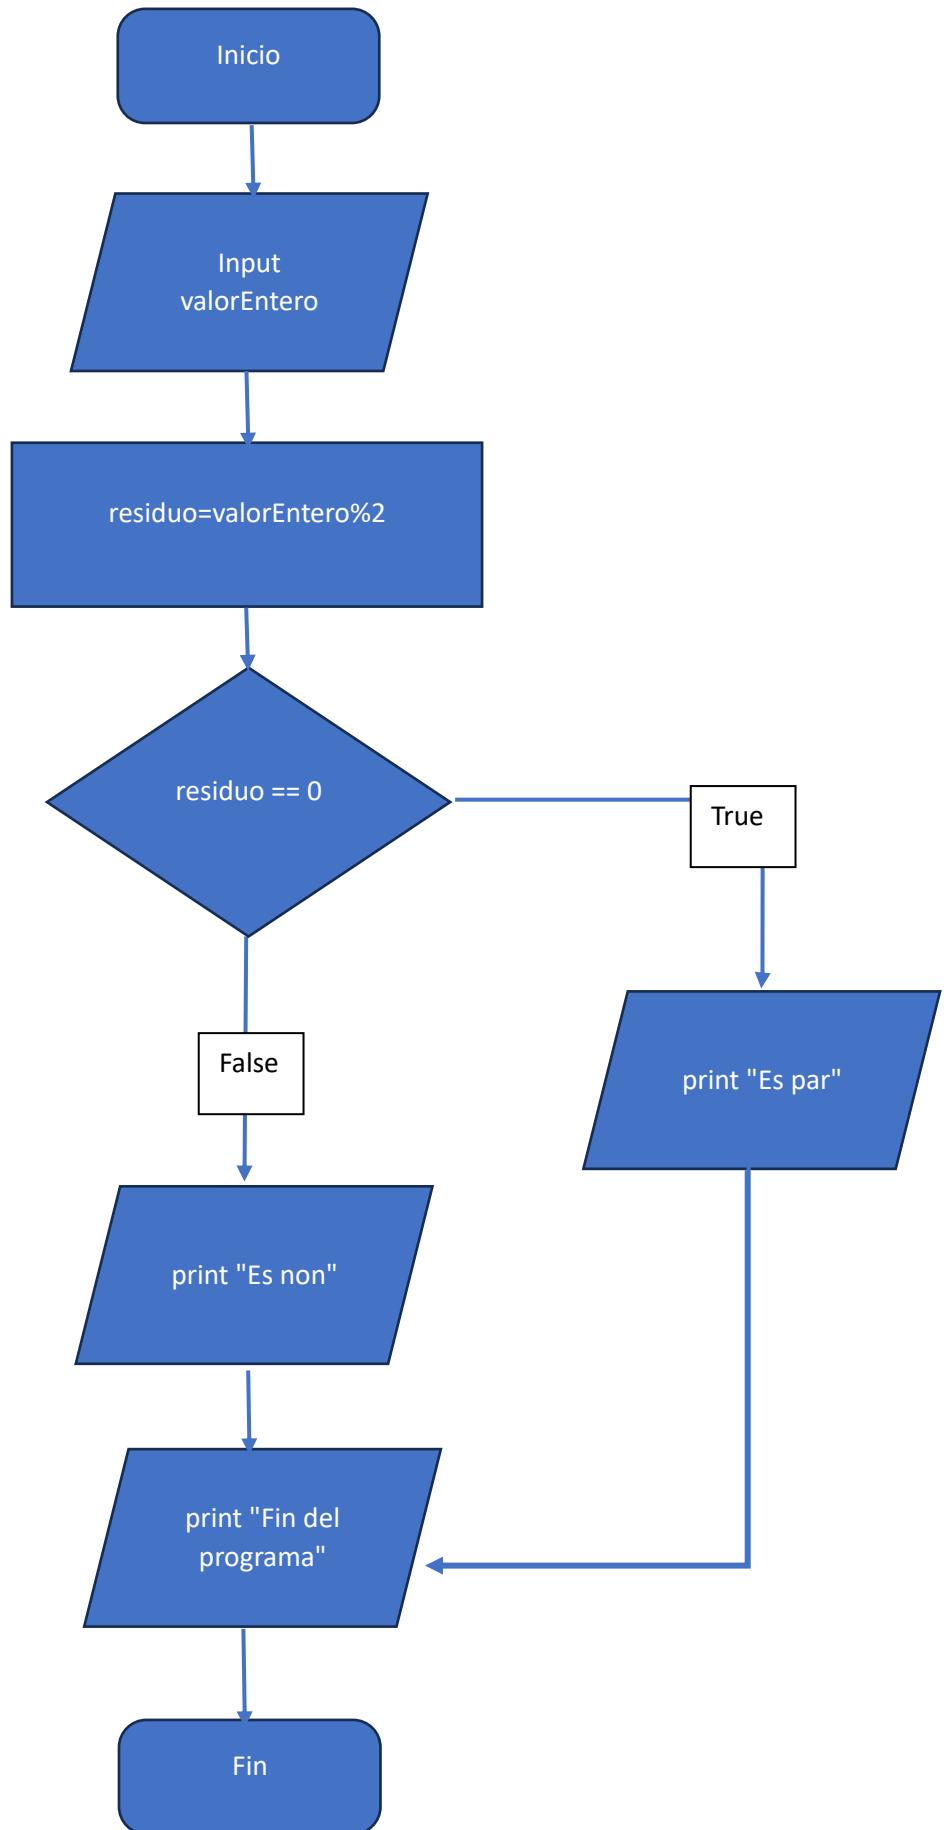 Inicio
Input
valorEntero
residuo=valorEntero%2
residuo == 0
True
False
print "Es par"
print "Es non"
print "Fin del
programa"
Fin